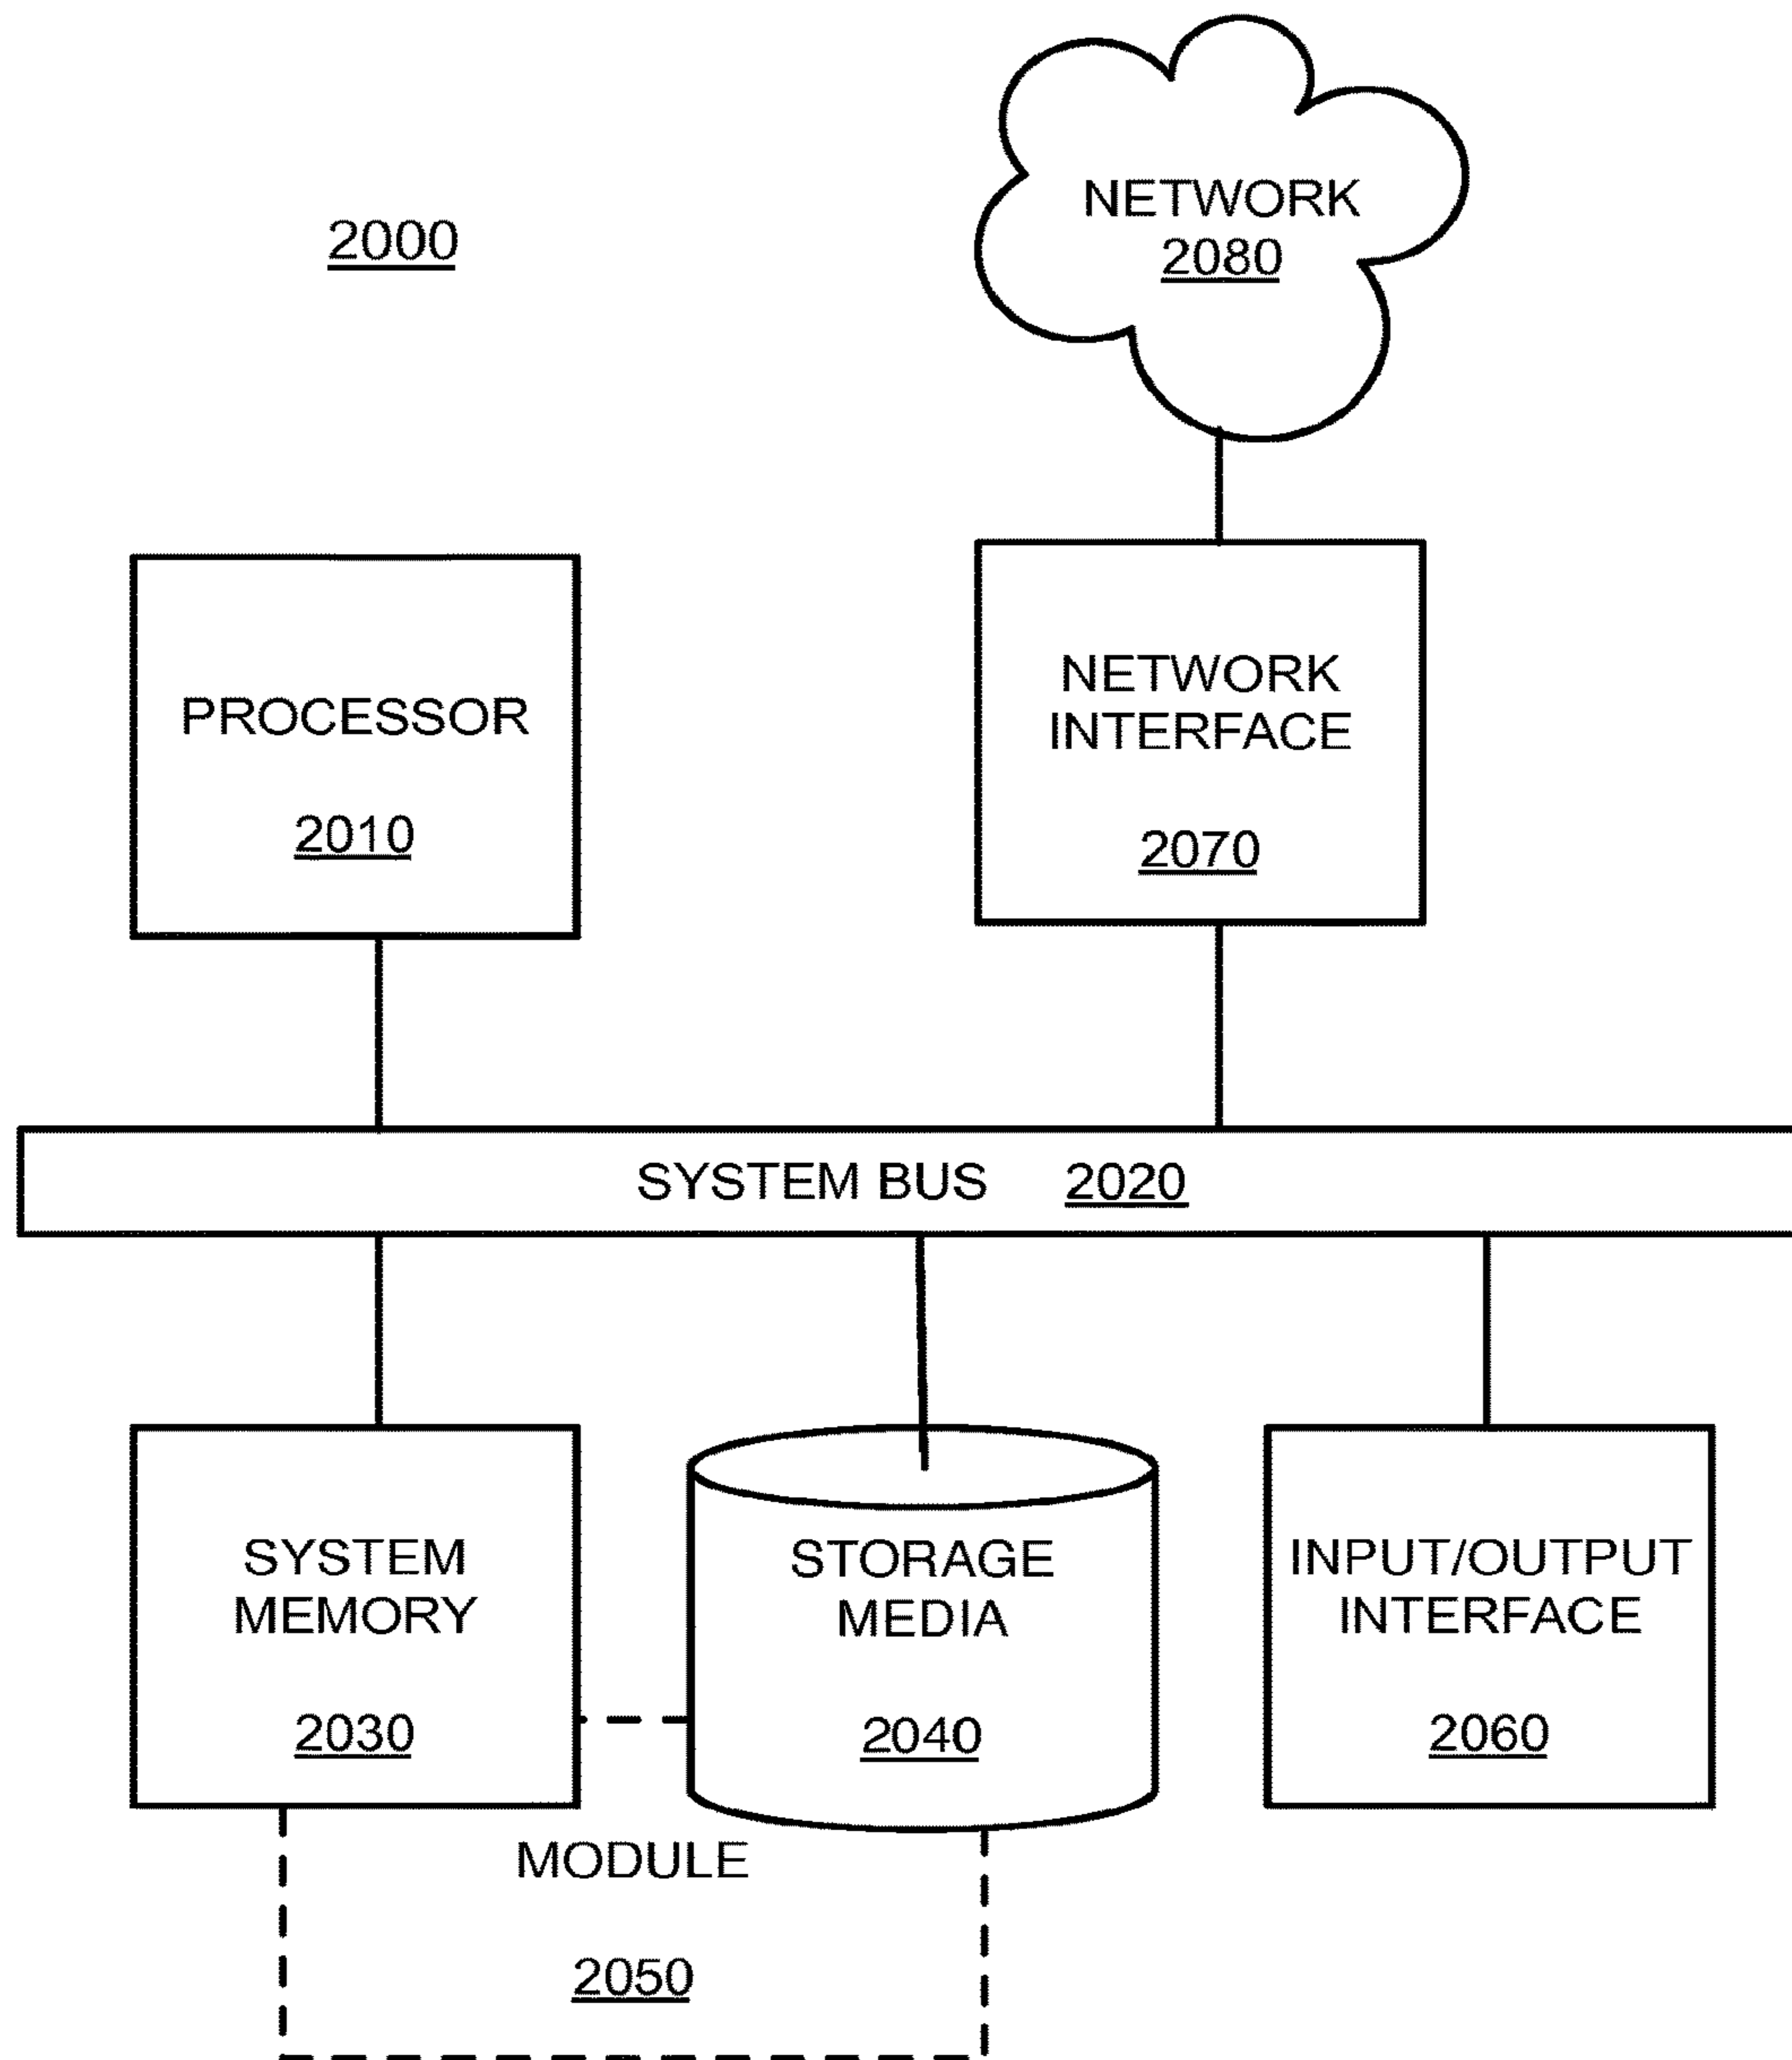 2000
NETWORK
2080
PROCESSOR
2010
NETWORK
INTERFACE
2070
SYSTEM BUS 2020
SYSTEM
MEMORY
2030
STORAGE
MEDIA
2040
INPUT/OUTPUT
INTERFACE
2060
MODULE
2050